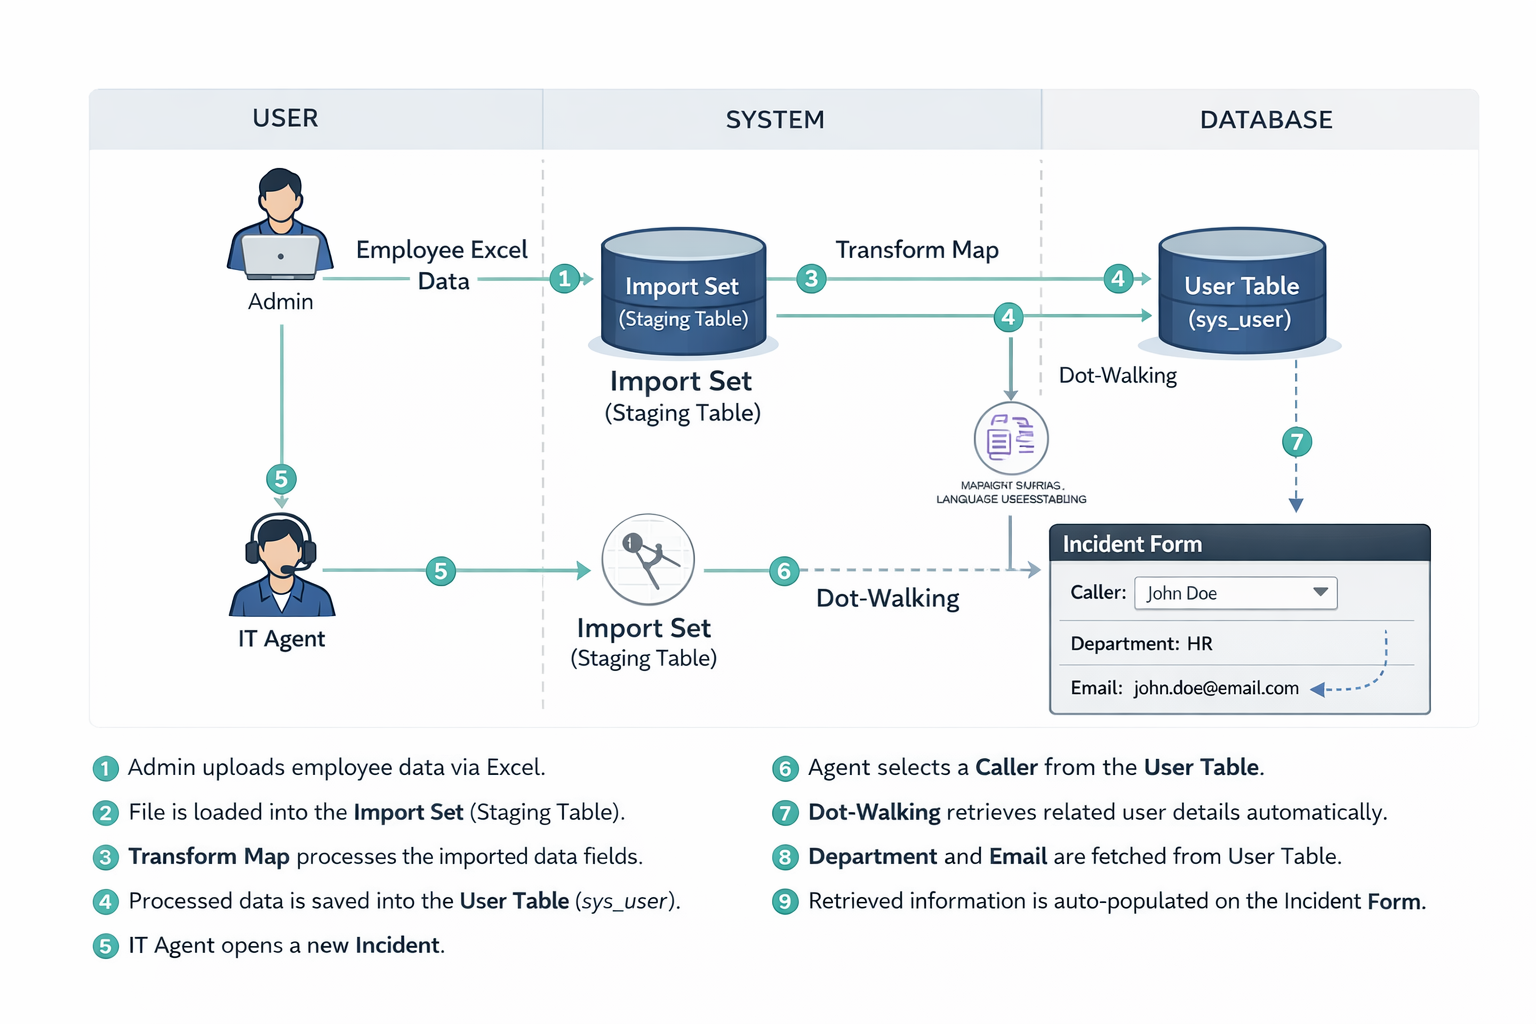 USER
SYSTEM
DATABASE
Employee Excel
Data
Admin
1
Import Set
(Staging Table)
Transform Map
3
4
User Table
(sys_user)
4
Import Set
(Staging Table)
Dot-Walking
7
5
LANGUAGE
IT Agent
5
1
Import Set
(Staging Table)
6
Dot-Walking
Incident Form
Caller: John Doe
Department: HR
Email: john.doe@email.com
1 Admin uploads employee data via Excel.
2 File is loaded into the Import Set (Staging Table).
3 Transform Map processes the imported data fields.
4 Processed data is saved into the User Table (sys_user).
5 IT Agent opens a new Incident.
6 Agent selects a Caller from the User Table.
7 Dot-Walking retrieves related user details automatically.
8 Department and Email are fetched from User Table.
9 Retrieved information is auto-populated on the Incident Form.